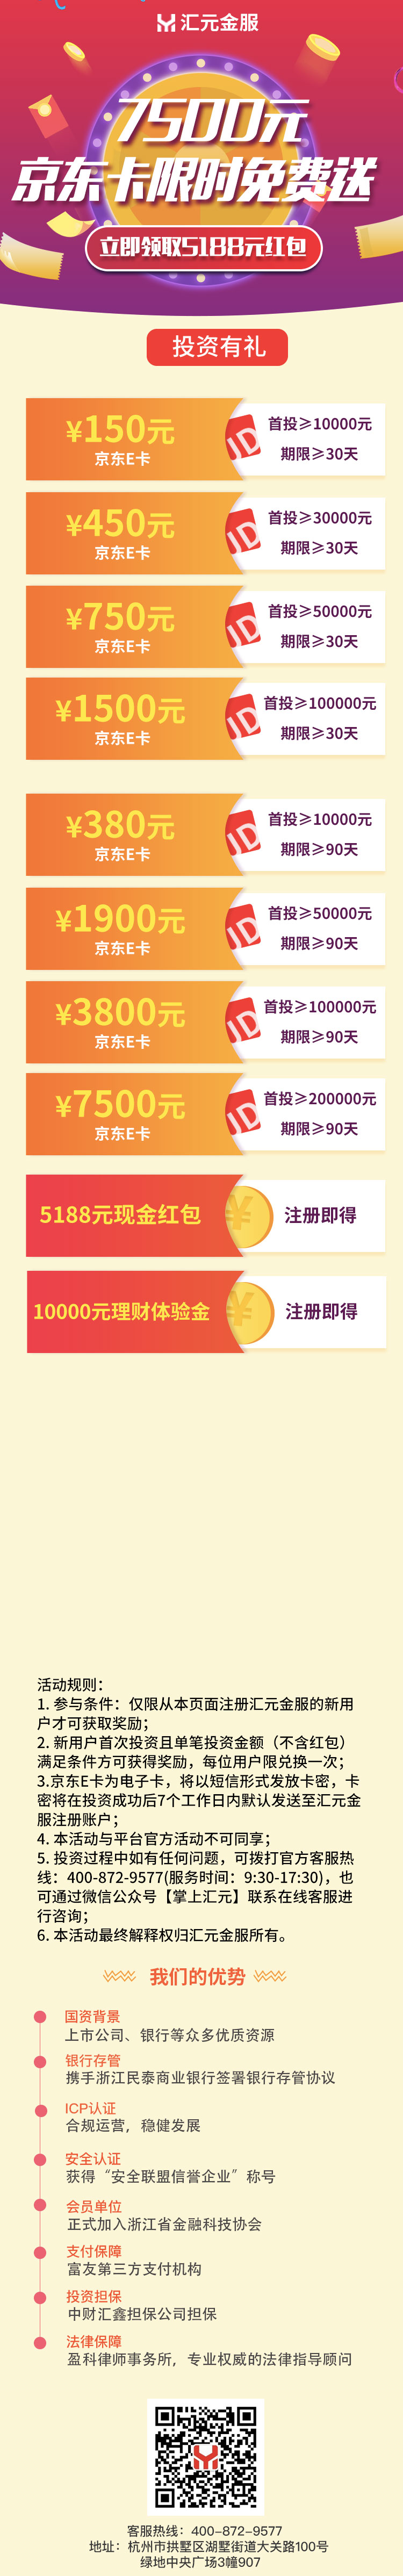 汇元金服
7500元
京东卡限时免费送
立即领取5188元红包
投资有礼
¥150元
京东E卡
首投≥10000元
期限≥30天
¥450元
京东E卡
首投≥30000元
期限≥30天
¥750元
京东E卡
首投≥50000元
期限≥30天
¥1500元
京东E卡
首投≥100000元
期限≥30天
¥380元
京东E卡
首投≥10000元
期限≥90天
¥1900元
京东E卡
首投≥50000元
期限≥90天
¥3800元
京东E卡
首投≥100000元
期限≥90天
¥7500元
京东E卡
首投≥200000元
期限≥90天
5188元现金红包
注册即得
10000元理财体验金
注册即得
活动规则：
1. 参与条件：仅限从本页面注册汇元金服的新用
户才可获取奖励；
2. 新用户首次投资且单笔投资金额（不含红包）
满足条件方可获得奖励，每位用户限兑换一次；
3.京东E卡为电子卡，将以短信形式发放卡密，卡
密将在投资成功后7个工作日内默认发送至汇元金
服注册账户；
4. 本活动与平台官方活动不可同享；
5. 投资过程中如有任何问题，可拨打官方客服热
线：400-872-9577(服务时间：9:30-17:30)，也
可通过微信公众号【掌上汇元】联系在线客服进
行咨询；
6. 本活动最终解释权归汇元金服所有。
我们的优势
国资背景
上市公司、银行等众多优质资源
银行存管
携手浙江民泰商业银行签署银行存管协议
ICP认证
合规运营，稳健发展
安全认证
获得“安全联盟信誉企业”称号
会员单位
正式加入浙江省金融科技协会
支付保障
富友第三方支付机构
投资担保
中财汇鑫担保公司担保
法律保障
盈科律师事务所，专业权威的法律指导顾问
客服热线：400-872-9577
地址：杭州市拱墅区湖墅街道大关路100号
绿地中央广场3幢907